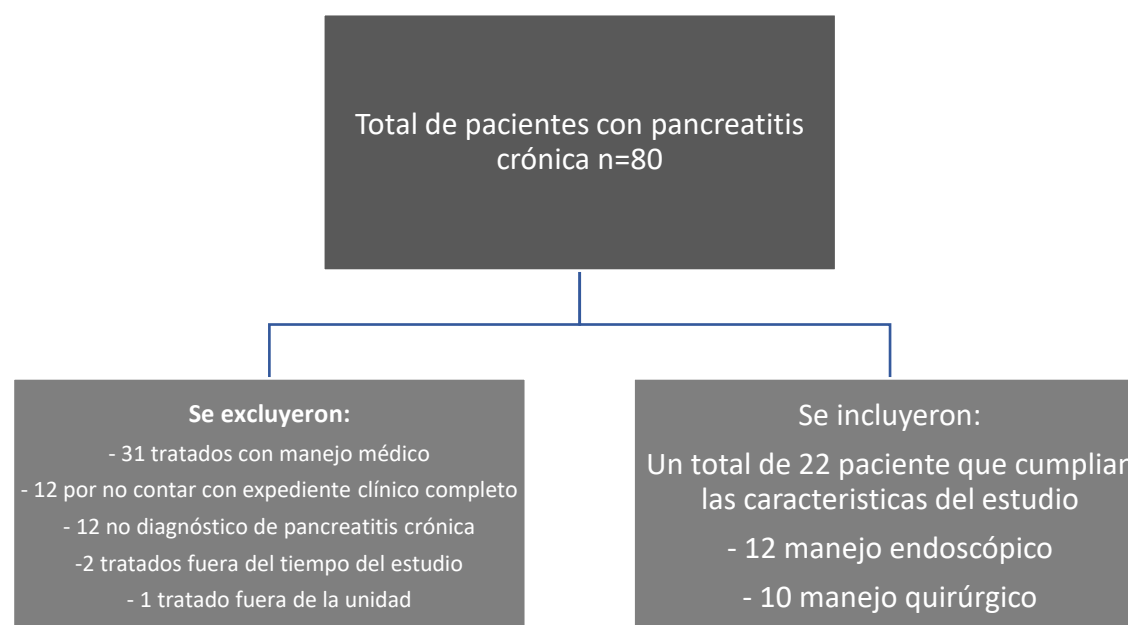 Total de pacientes con pancreatitis
crónica n=80
Se excluyeron:
- 31 tratados con manejo médico
- 12 por no contar con expediente clínico completo
- 12 no diagnóstico de pancreatitis crónica
-2 tratados fuera del tiempo del estudio
- 1 tratado fuera de la unidad
Se incluyeron:
Un total de 22 paciente que cumplian
las caracteristicas del estudio
- 12 manejo endoscópico
- 10 manejo quirúrgico